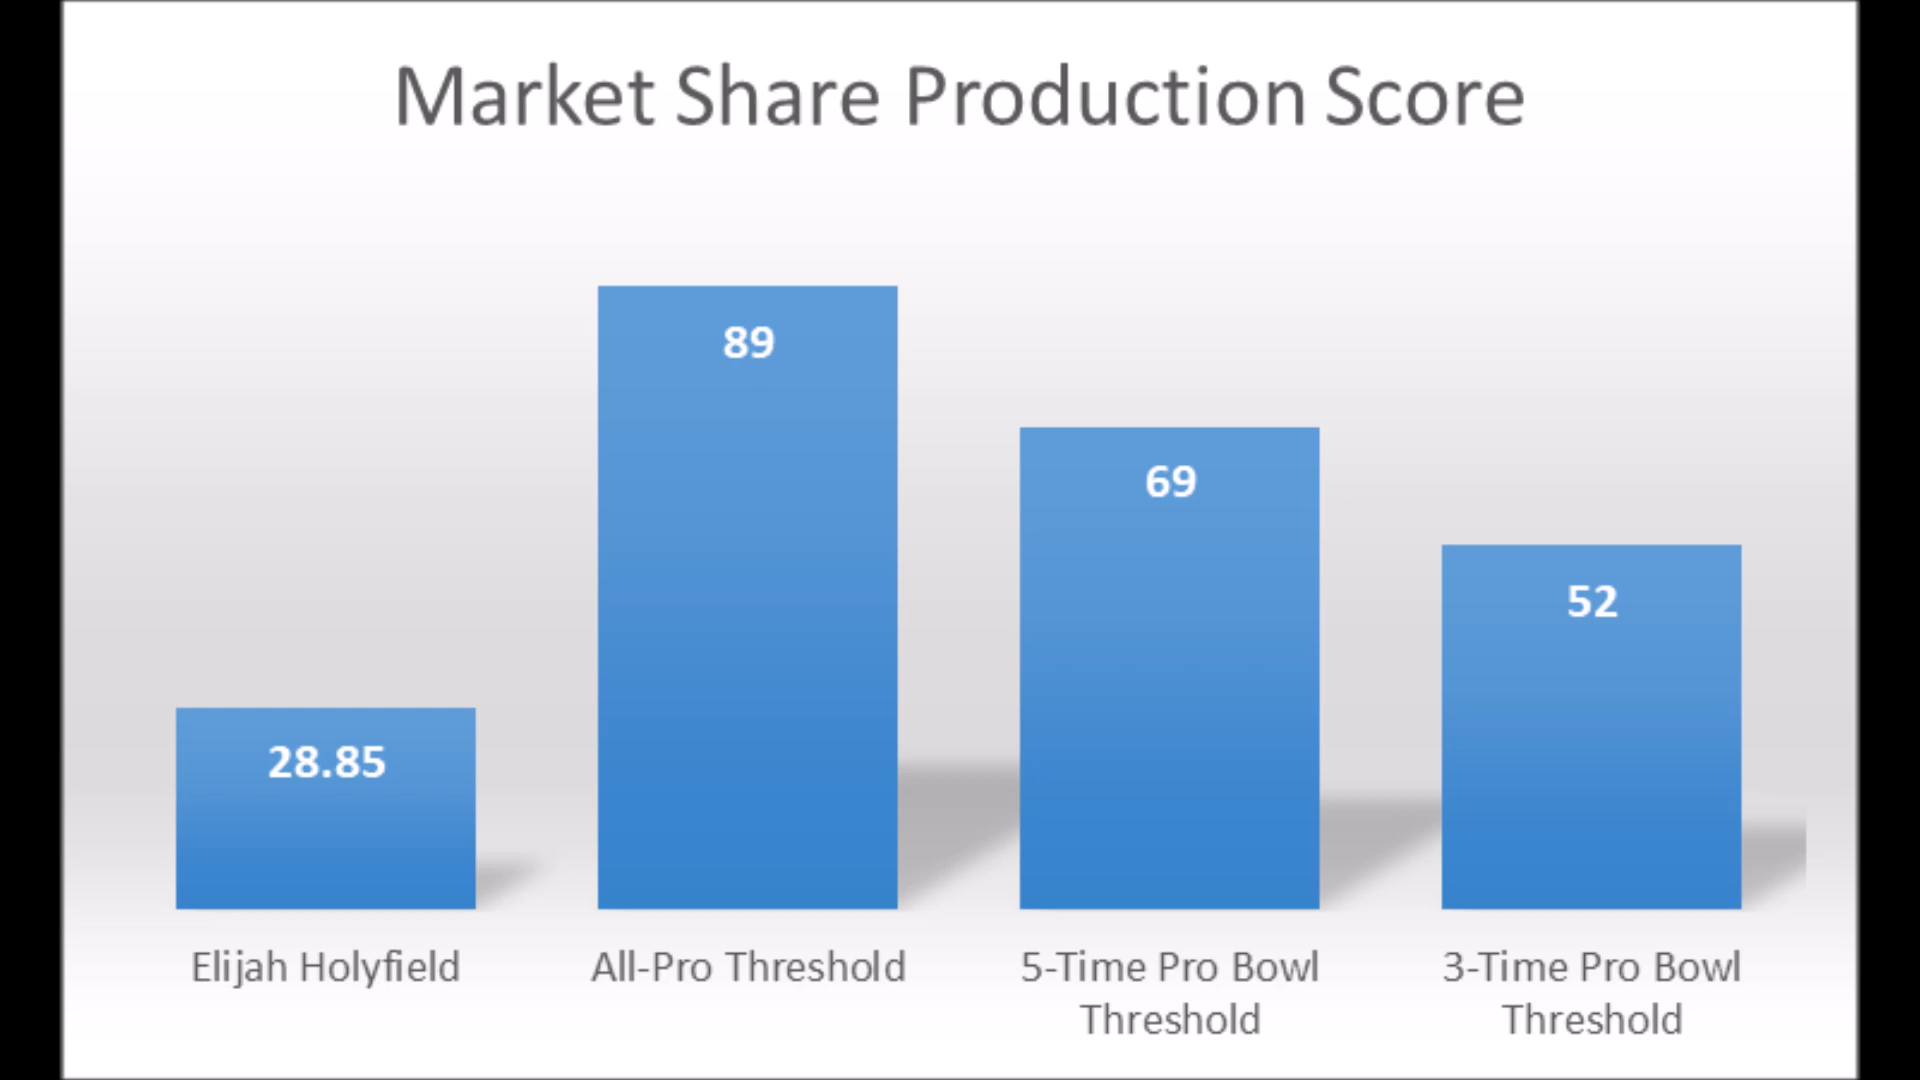 Market Share Production Score
89
69
52
28.85
Elijah Holyfield
All-Pro Threshold
5-Time Pro Bowl
Threshold
3-Time Pro Bowl
Threshold